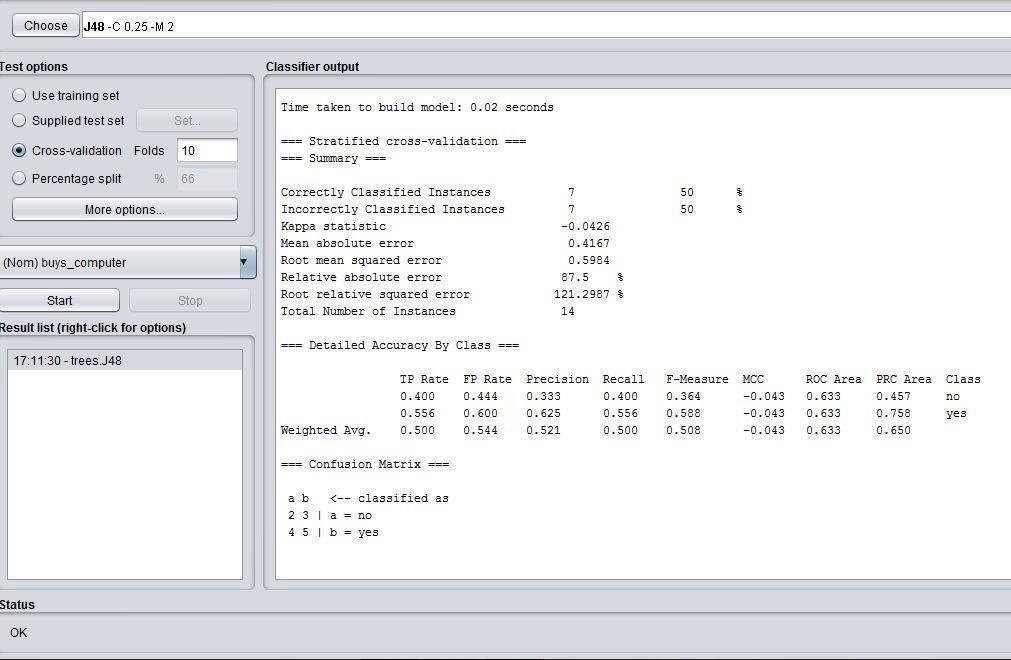 Choose J48 -C 0.25 -M 2
Test options
Use training set
Supplied test set Set...
Cross-validation Folds 10
Percentage split % 66
More options...
(Nom) buys_computer
Start Stop
Result list (right-click for options)
17:11:30 - trees.J48
Classifier output
Time taken to build model: 0.02 seconds
=== Stratified cross-validation ===
=== Summary ===
Correctly Classified Instances 7 50 %
Incorrectly Classified Instances 7 50 %
Kappa statistic -0.0426
Mean absolute error 0.4167
Root mean squared error 0.5984
Relative absolute error 87.5 %
Root relative squared error 121.2987 %
Total Number of Instances 14
=== Detailed Accuracy By Class ===
TP Rate FP Rate Precision Recall F-Measure MCC ROC Area PRC Area Class
0.400 0.444 0.333 0.400 0.364 -0.043 0.633 0.457 no
0.556 0.600 0.625 0.556 0.588 -0.043 0.633 0.758 yes
Weighted Avg. 0.500 0.544 0.521 0.500 0.508 -0.043 0.633 0.650
=== Confusion Matrix ===
a b <-- classified as
2 3 | a = no
4 5 | b = yes
Status
OK